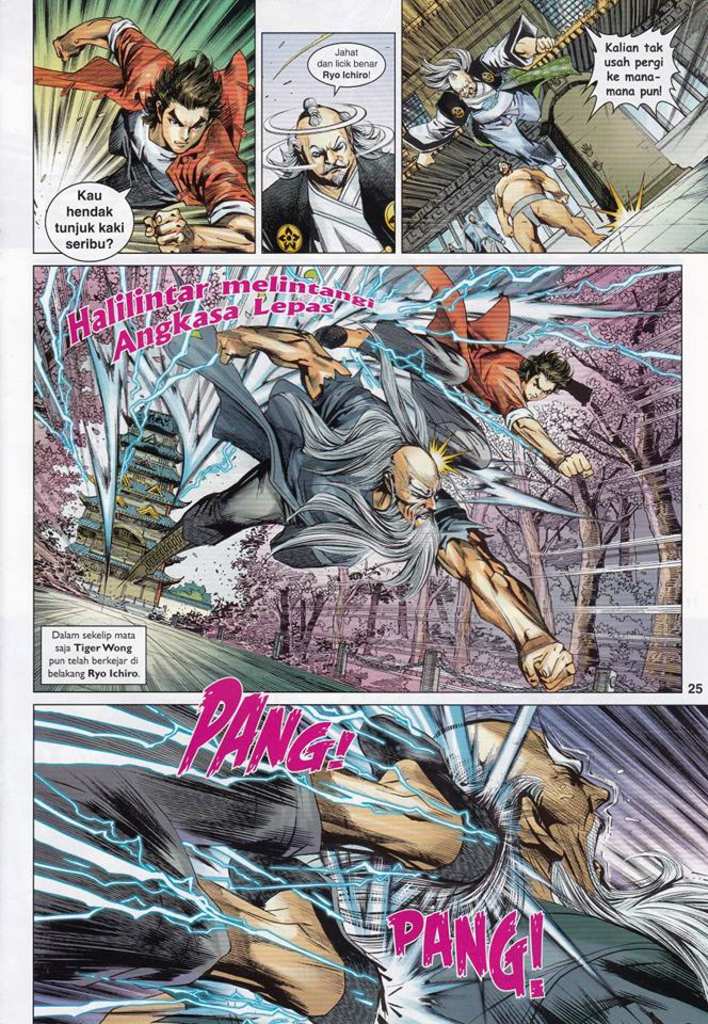 Kau
hendak
tunjuk kaki
seribu?
Jahat
dan licik benar
Ryo Ichiro!
Kalian tak
usah pergi
ke mana-
mana pun!
Halilintar melintangi
Angkasa Lepas
Dalam sekelip mata
saja Tiger Wong
pun telah berkejar di
belakang Ryo Ichiro.
25
PANG!
PANG!